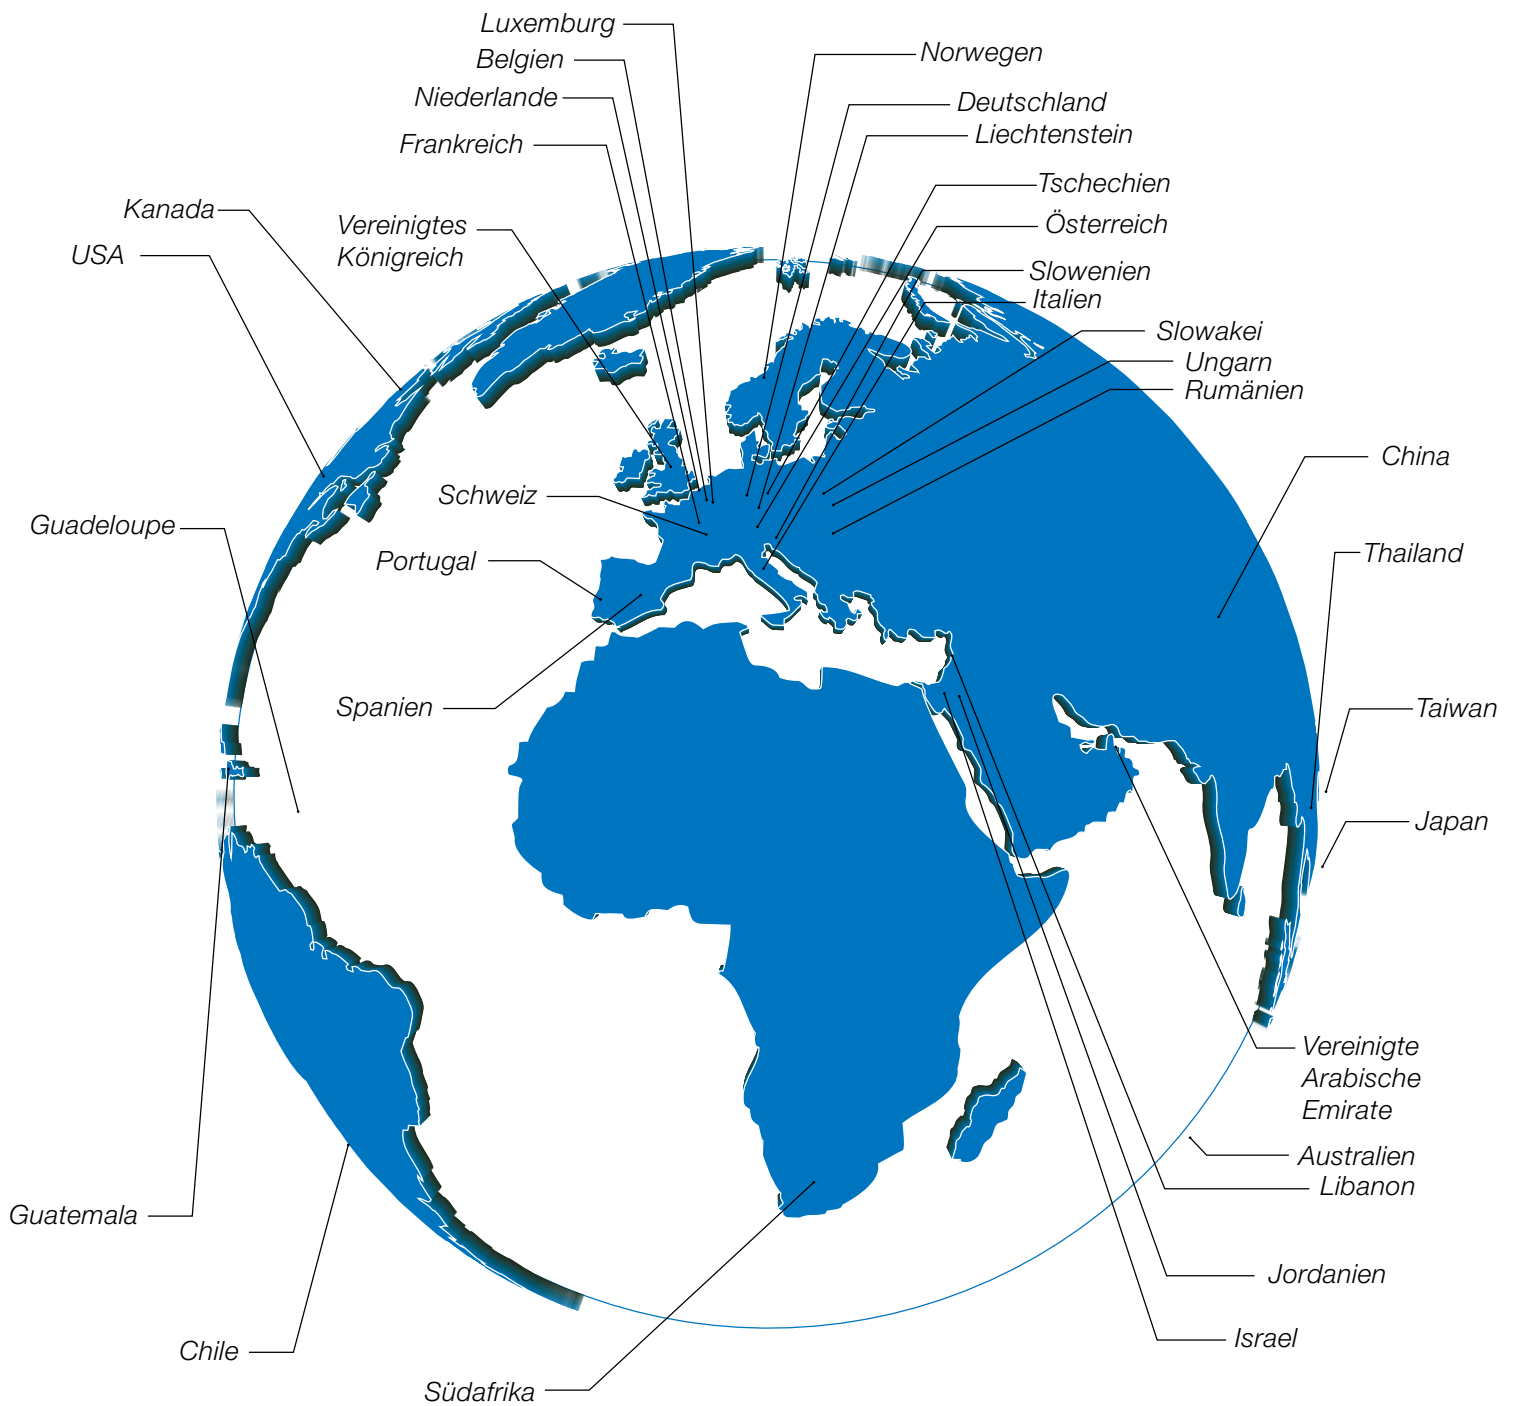 Luxemburg
Belgien
Niederlande
Frankreich
Kanada
USA
Vereinigtes
Königreich
Norwegen
Deutschland
Liechtenstein
Tschechien
Österreich
Slowenien
Italien
Slowakei
Ungarn
Rumänien
China
Schweiz
Guadeloupe
Portugal
Thailand
Spanien
Taiwan
Japan
Vereinigte
Arabische
Emirate
Australien
Libanon
Guatemala
Jordanien
Israel
Chile
Südafrika